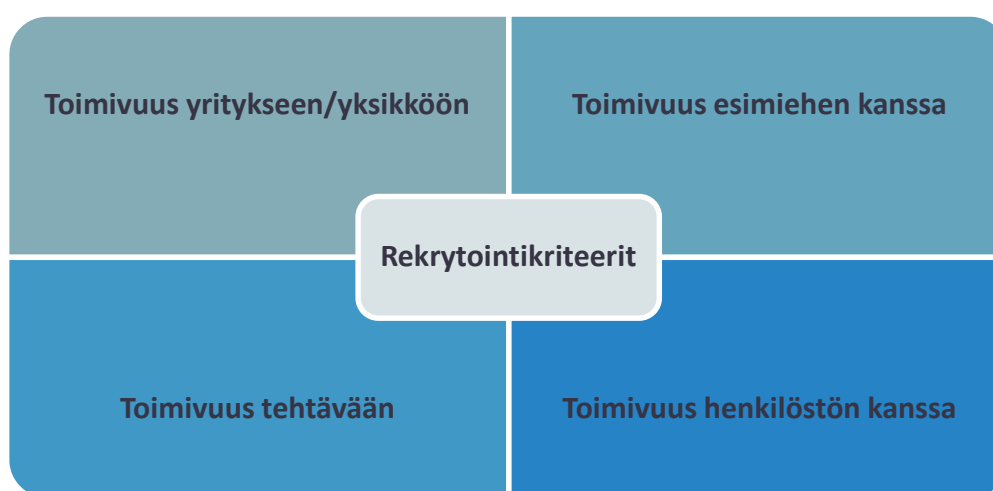 Toimivuus yritykseen/yksikköön
Toimivuus esimiehen kanssa
Rekrytointikriteerit
Toimivuus tehtävään
Toimivuus henkilöstön kanssa